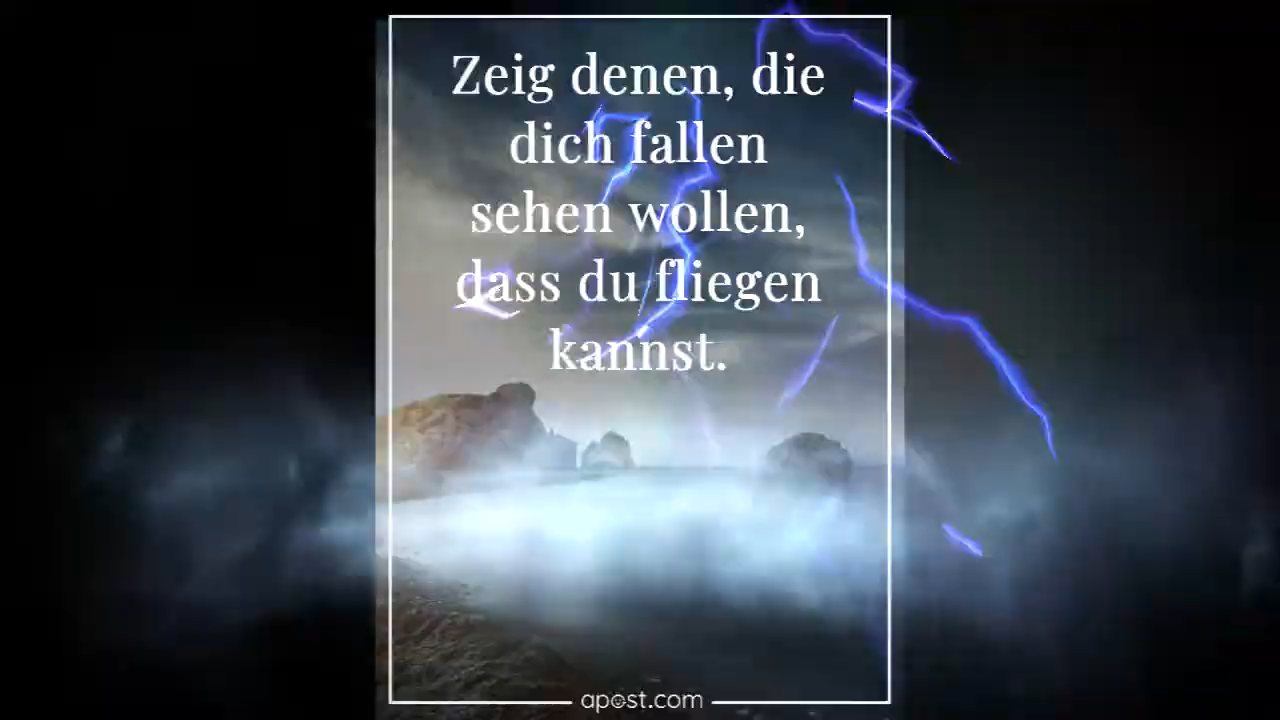 Zeig denen, die
dich fallen
sehen wollen,
dass du fliegen
kannst.
apost.com